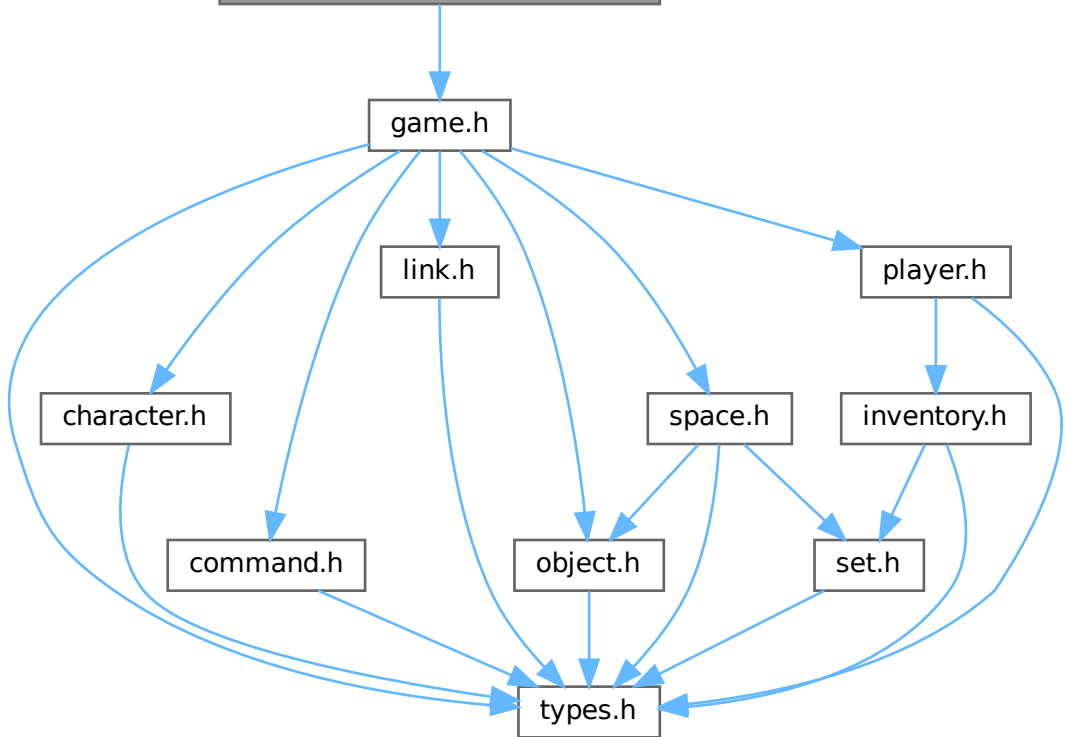 game.h
link.h
player.h
character.h
space.h
inventory.h
command.h
object.h
set.h
types.h